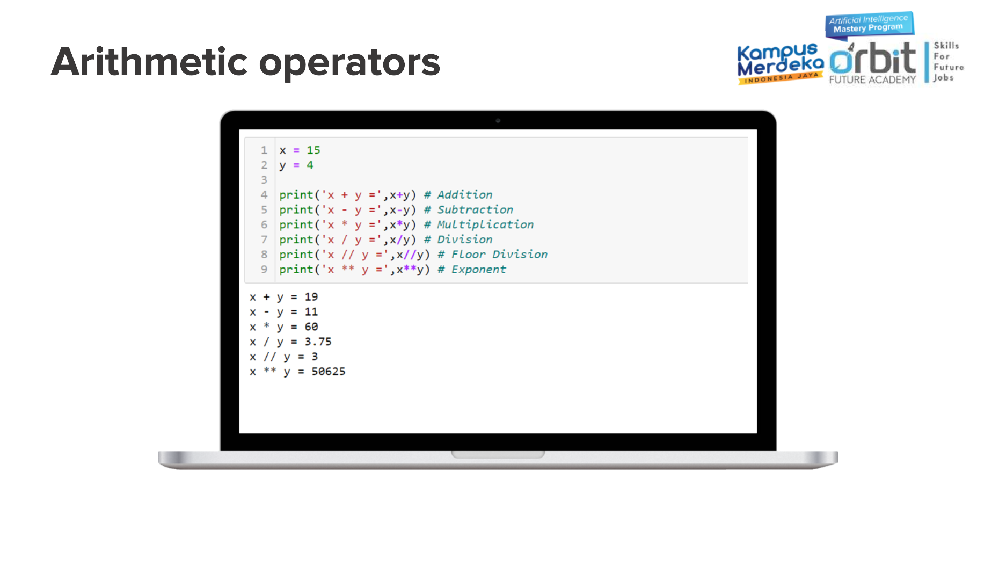 Arithmetic operators
Artificial Intelligence
Mastery Program
Kampus
Merdeka
INDONESIA JAYA
orbit
FUTURE ACADEMY
Skills
For
Future
Jobs
1 x = 15
2 y = 4
3
4 print('x + y =',x+y) # Addition
5 print('x - y =',x-y) # Subtraction
6 print('x * y =',x*y) # Multiplication
7 print('x / y =',x/y) # Division
8 print('x // y =',x//y) # Floor Division
9 print('x ** y =',x**y) # Exponent
x + y = 19
x - y = 11
x * y = 60
x / y = 3.75
x // y = 3
x ** y = 50625